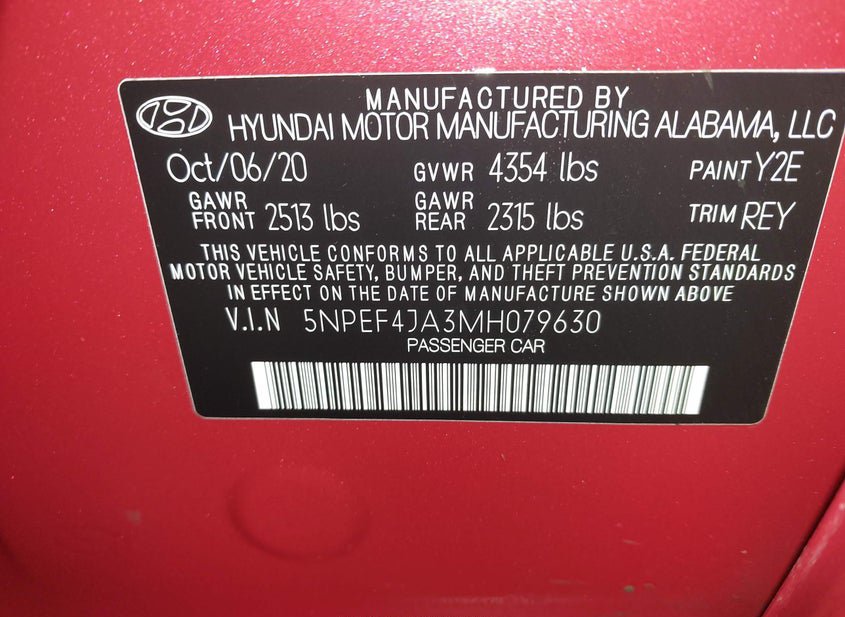 MANUFACTURED BY
HYUNDAI MOTOR MANUFACTURING ALABAMA, LLC
Oct/06/20 GVWR 4354 lbs PAINT Y2E
GAWR FRONT 2513 lbs GAWR REAR 2315 lbs TRIM REY
THIS VEHICLE CONFORMS TO ALL APPLICABLE U.S.A. FEDERAL
MOTOR VEHICLE SAFETY, BUMPER, AND THEFT PREVENTION STANDARDS
IN EFFECT ON THE DATE OF MANUFACTURE SHOWN ABOVE
V.I.N 5NPEF4JA3MH079630
PASSENGER CAR